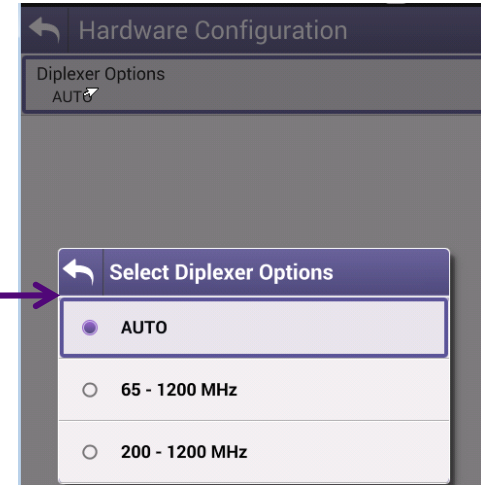 Hardware Configuration
Diplexer Options
AUTO
Select Diplexer Options
AUTO
65 - 1200 MHz
200 - 1200 MHz